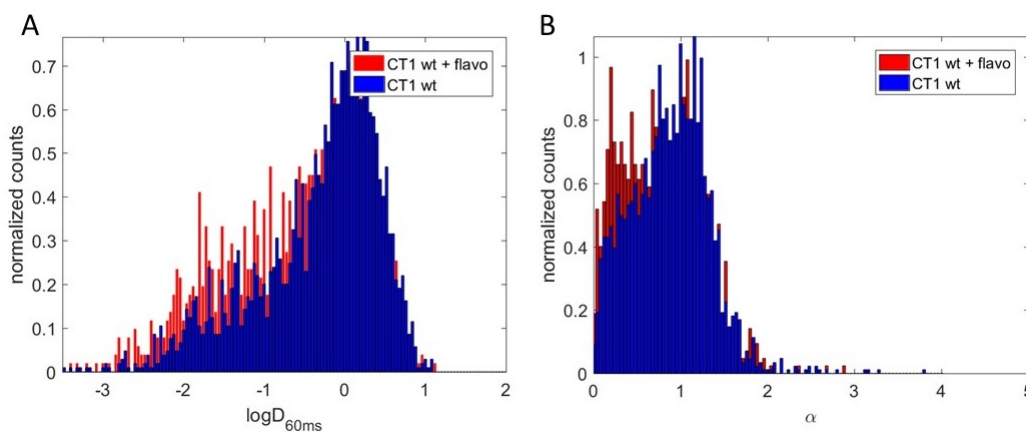 A
normalized counts
0.7
0.6
0.5
0.4
0.3
0.2
0.1
0
-3
-2
-1
0
1
2
logD60ms
CT1 wt + flavo
CT1 wt
B
normalized counts
1
0.8
0.6
0.4
0.2
0
0
1
2
3
4
5
α
CT1 wt + flavo
CT1 wt